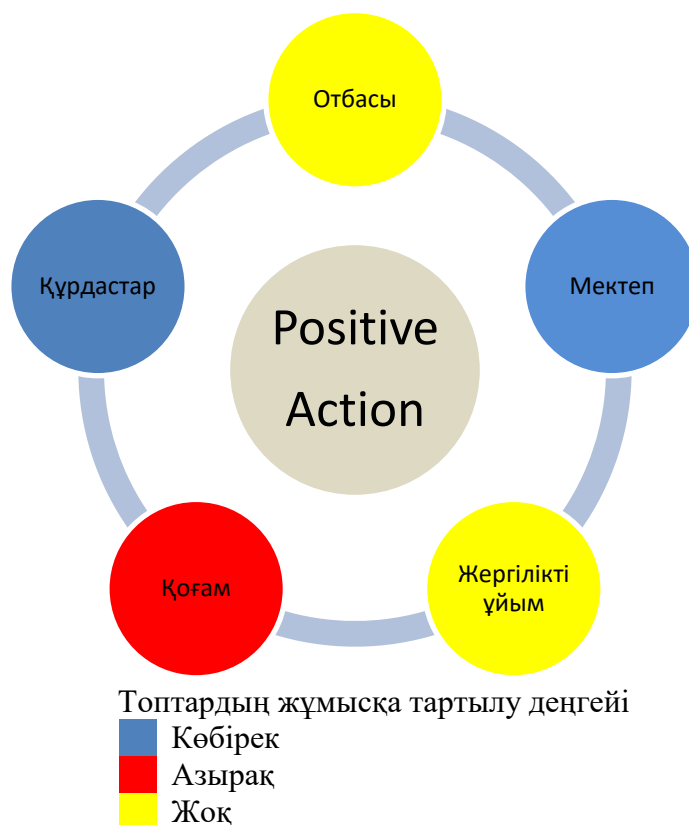 Отбасы
Құрдастар
Мектеп
Positive
Action
Қоғам
Жергілікті
ұйым
Топтардың жұмысқа тартылу деңгейі
Көбірек
Азырақ
Жоқ